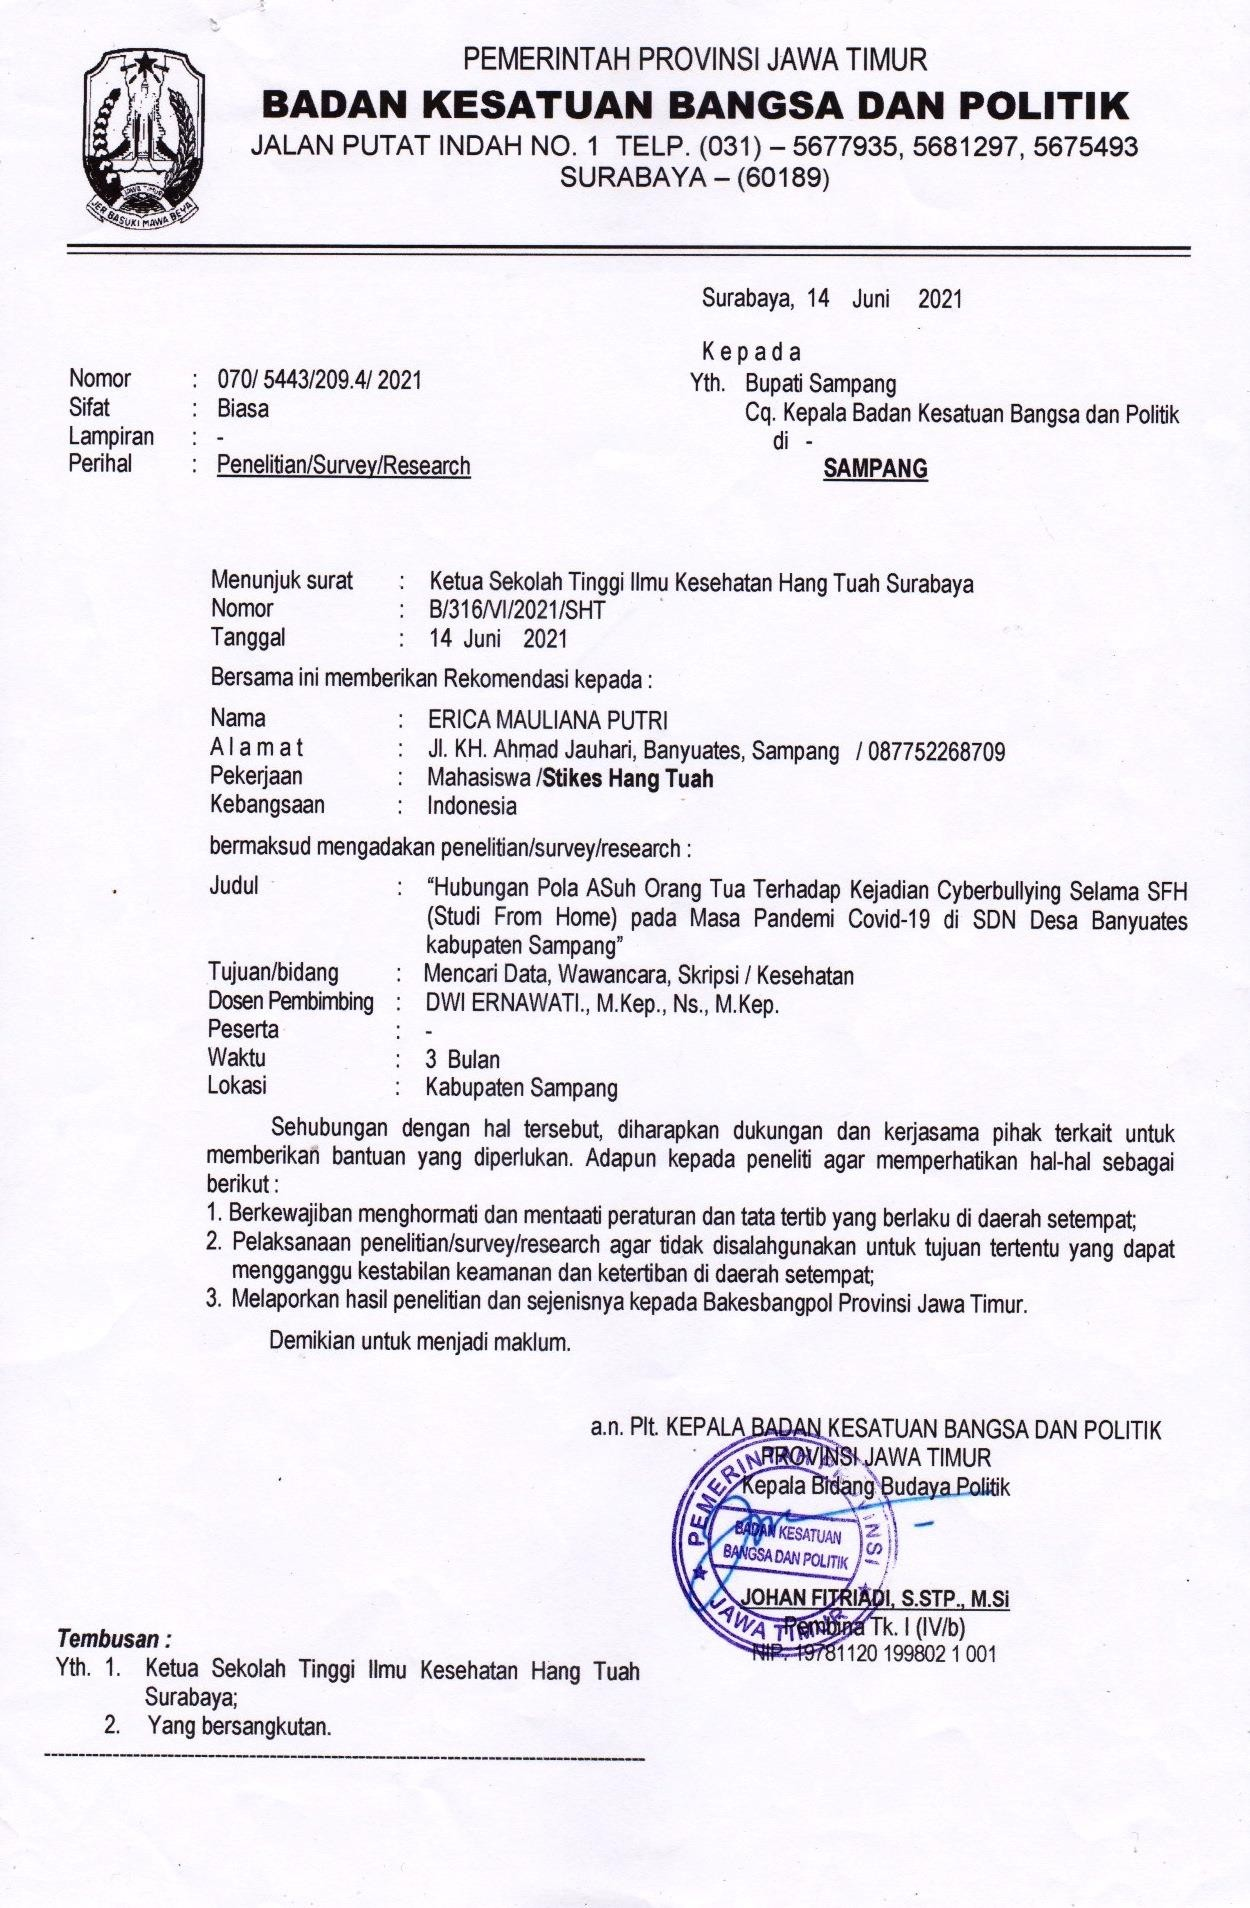 PEMERINTAH PROVINSI JAWA TIMUR
BADAN KESATUAN BANGSA DAN POLITIK
JALAN PUTAT INDAH NO. 1 TELP. (031) – 5677935, 5681297, 5675493
SURABAYA – (60189)
JAWA TIMUR
JER BASUKI MAWA BEYA
Surabaya, 14 Juni 2021
K e p a d a
Nomor : 070/ 5443/209.4/ 2021
Yth. Bupati Sampang
Sifat : Biasa
Cq. Kepala Badan Kesatuan Bangsa dan Politik
Lampiran : -
di -
Perihal : Penelitian/Survey/Research
SAMPANG
Menunjuk surat : Ketua Sekolah Tinggi Ilmu Kesehatan Hang Tuah Surabaya
Nomor : B/316/VI/2021/SHT
Tanggal : 14 Juni 2021
Bersama ini memberikan Rekomendasi kepada :
Nama : ERICA MAULIANA PUTRI
A l a m a t : Jl. KH. Ahmad Jauhari, Banyuates, Sampang / 087752268709
Pekerjaan : Mahasiswa /Stikes Hang Tuah
Kebangsaan : Indonesia
bermaksud mengadakan penelitian/survey/research :
Judul : “Hubungan Pola ASuh Orang Tua Terhadap Kejadian Cyberbullying Selama SFH
(Studi From Home) pada Masa Pandemi Covid-19 di SDN Desa Banyuates
kabupaten Sampang”
Tujuan/bidang : Mencari Data, Wawancara, Skripsi / Kesehatan
Dosen Pembimbing : DWI ERNAWATI., M.Kep., Ns., M.Kep.
Peserta : -
Waktu : 3 Bulan
Lokasi : Kabupaten Sampang
Sehubungan dengan hal tersebut, diharapkan dukungan dan kerjasama pihak terkait untuk
memberikan bantuan yang diperlukan. Adapun kepada peneliti agar memperhatikan hal-hal sebagai
berikut :
1. Berkewajiban menghormati dan mentaati peraturan dan tata tertib yang berlaku di daerah setempat;
2. Pelaksanaan penelitian/survey/research agar tidak disalahgunakan untuk tujuan tertentu yang dapat
mengganggu kestabilan keamanan dan ketertiban di daerah setempat;
3. Melaporkan hasil penelitian dan sejenisnya kepada Bakesbangpol Provinsi Jawa Timur.
Demikian untuk menjadi maklum.
a.n. Plt. KEPALA BADAN KESATUAN BANGSA DAN POLITIK
PROVINSI JAWA TIMUR
Kepala Bidang Budaya Politik
PEMERINTAH PROVINSI
BADAN KESATUAN
BANGSA DAN POLITIK
JAWA TIMUR
JOHAN FITRIADI, S.STP., M.Si
Pembina Tk. I (IV/b)
NIP. 19781120 199802 1 001
Tembusan :
Yth. 1. Ketua Sekolah Tinggi Ilmu Kesehatan Hang Tuah
Surabaya;
2. Yang bersangkutan.